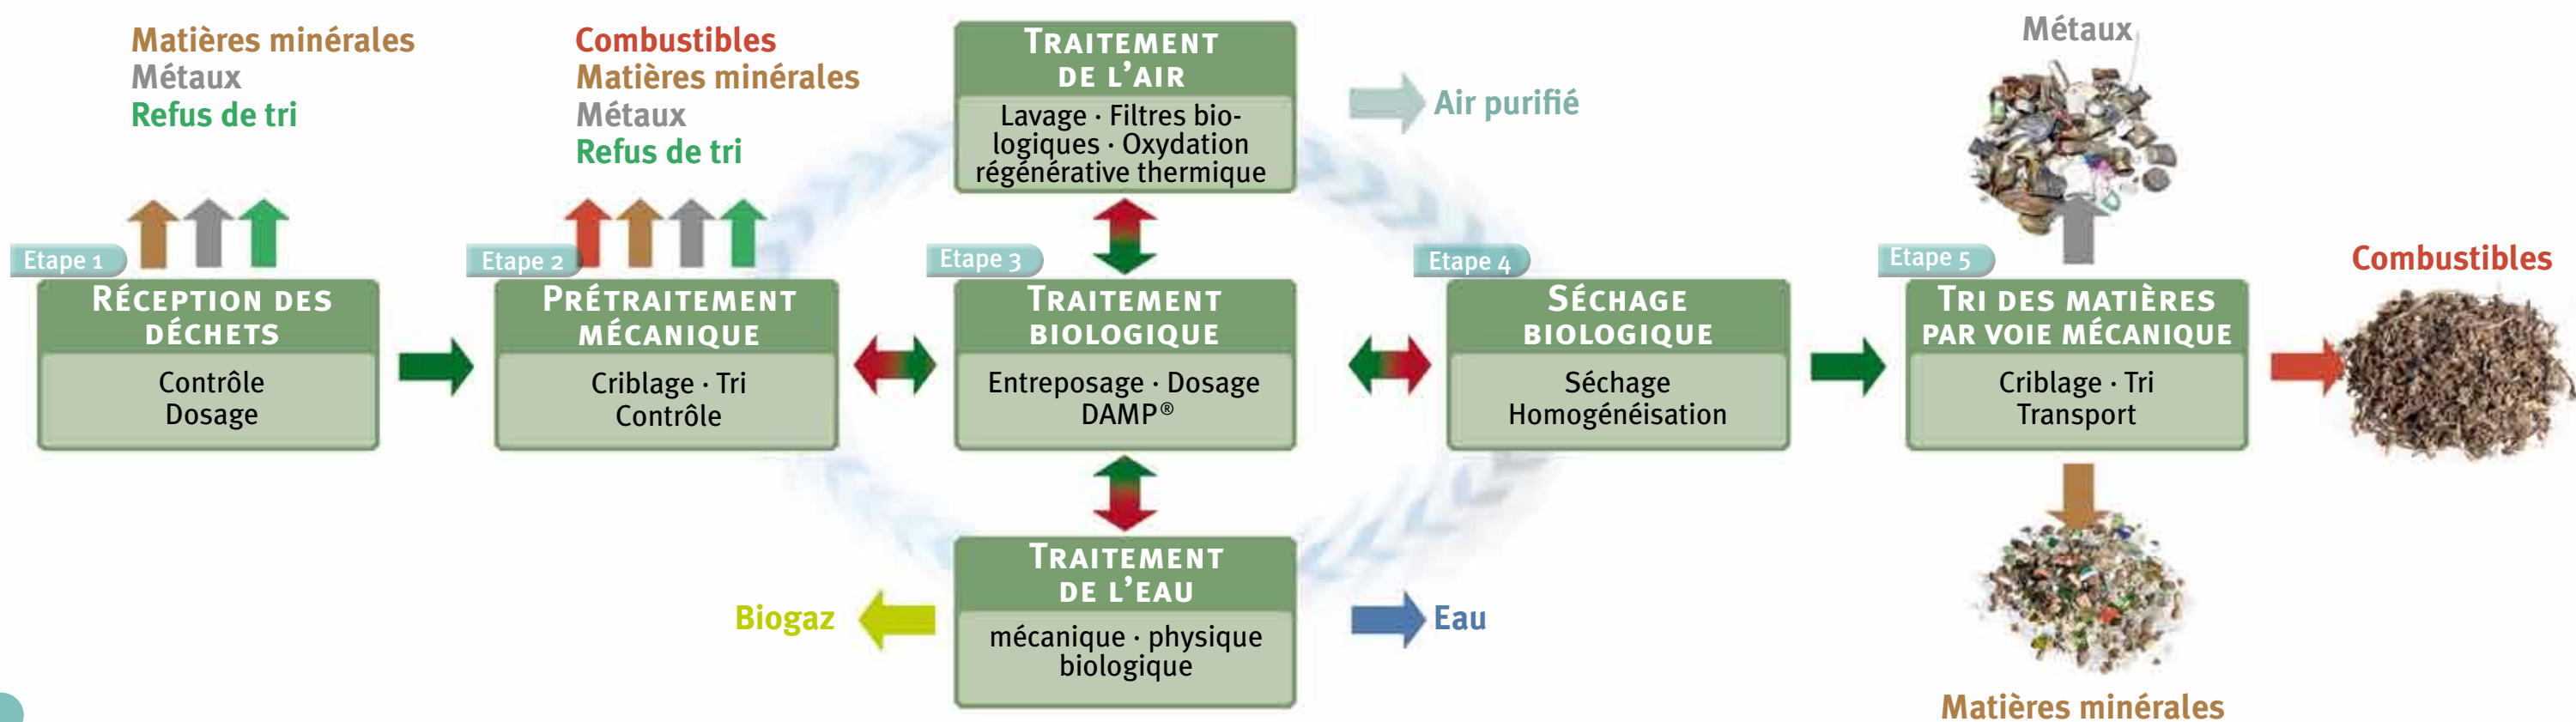 Matières minérales
Métaux
Refus de tri
Etape 1
RÉCEPTION DES
DÉCHETS
Contrôle
Dosage
Combustibles
Matières minérales
Métaux
Refus de tri
Etape 2
PRÉTRAITEMENT
MÉCANIQUE
Criblage · Tri
Contrôle
TRAITEMENT
DE L'AIR
Lavage · Filtres bio-
logiques · Oxydation
régénérative thermique
Air purifié
Etape 3
TRAITEMENT
BIOLOGIQUE
Entreposage · Dosage
DAMP®
TRAITEMENT
DE L'EAU
mécanique · physique
biologique
Biogaz
Eau
Etape 4
SÉCHAGE
BIOLOGIQUE
Séchage
Homogénéisation
Métaux
Etape 5
TRI DES MATIÈRES
PAR VOIE MÉCANIQUE
Criblage · Tri
Transport
Combustibles
Matières minérales